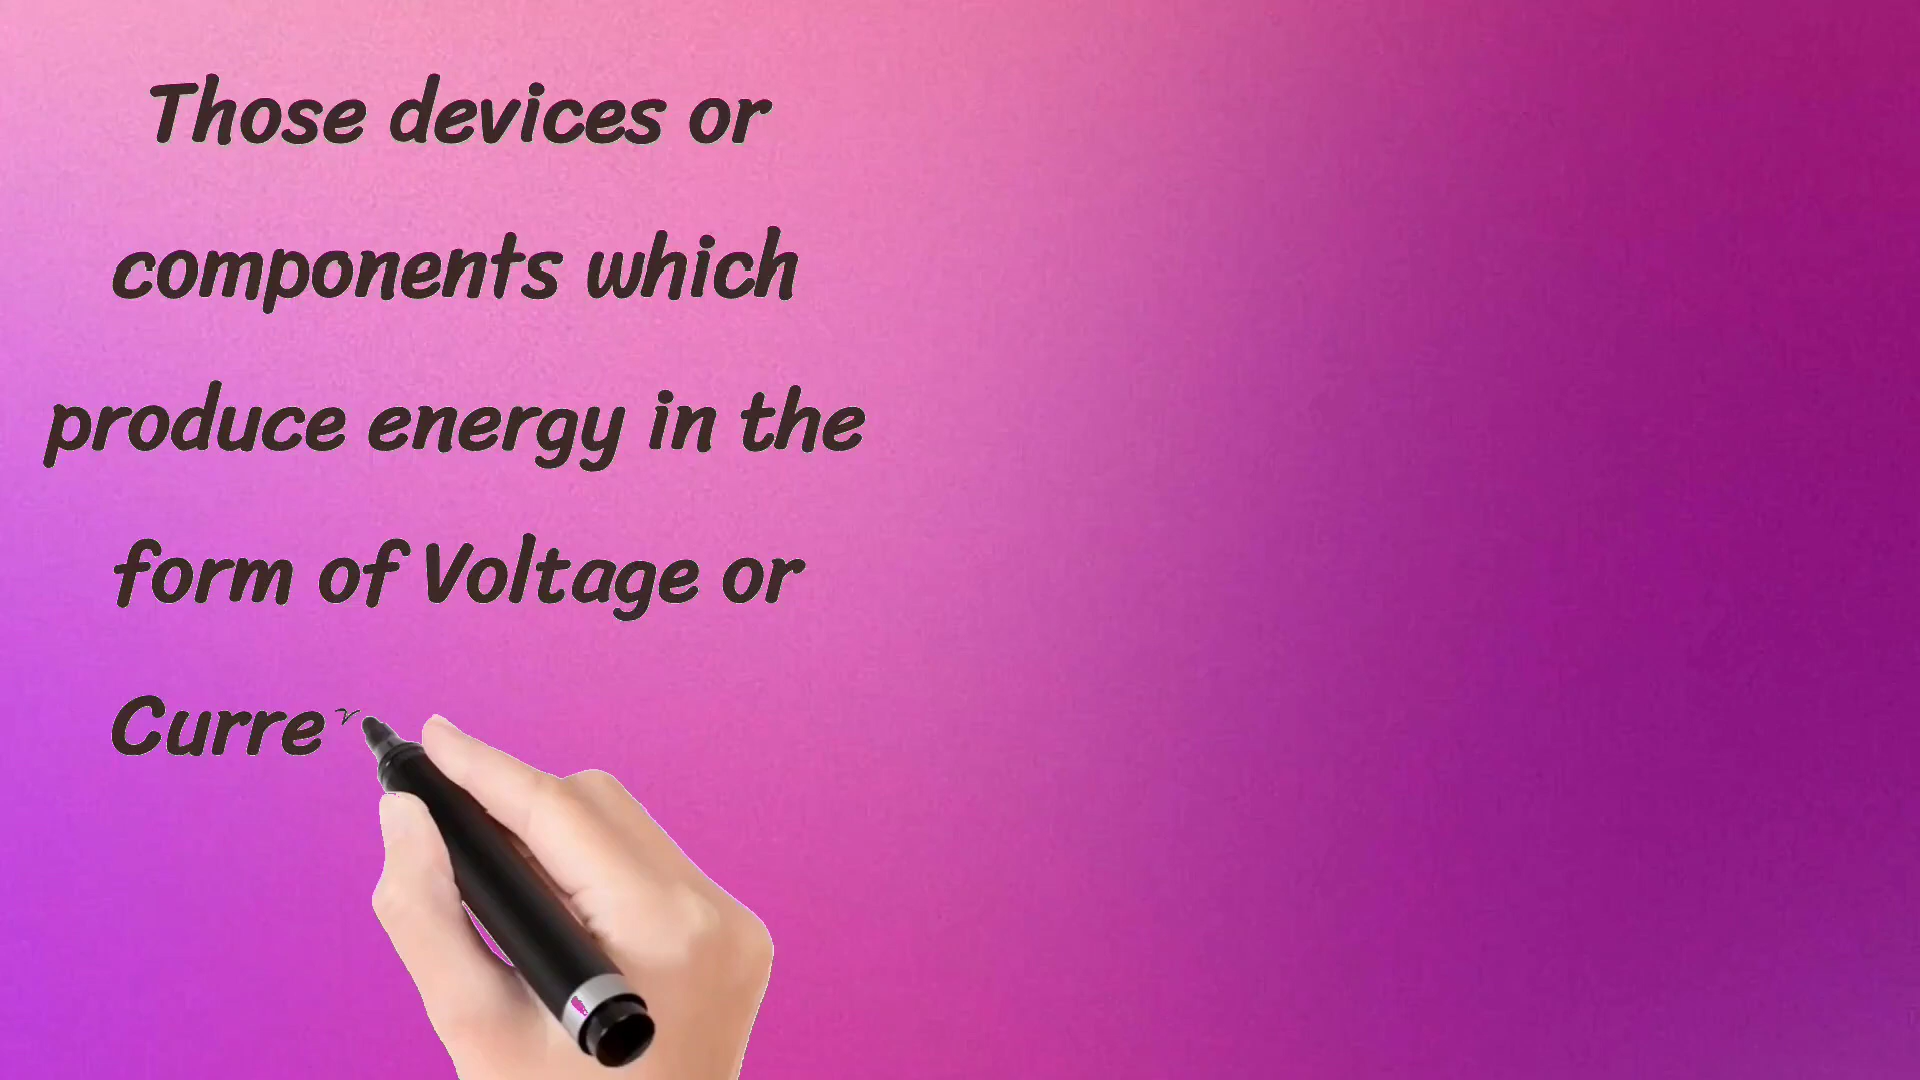 Those devices or
components which
produce energy in the
form of Voltage or
Curre